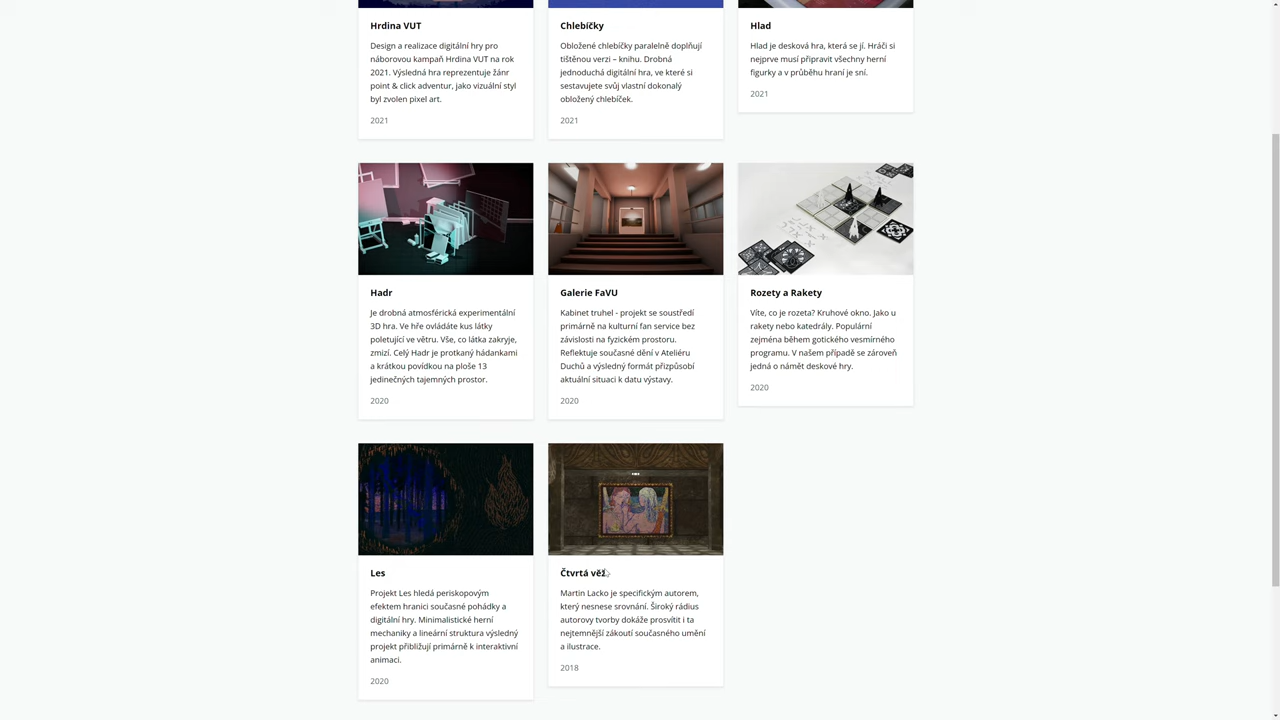 Hrdina VUT
Design a realizace digitální hry pro
náborovou kampaň Hrdina VUT na rok
2021. Výsledná hra reprezentuje žánr
point & click adventur, jako vizuální styl
byl zvolen pixel art.
2021
Chlebíčky
Obložené chlebíčky paralelně doplňují
tištěnou verzi – knihu. Drobná
jednoduchá digitální hra, ve které si
sestavujete svůj vlastní dokonalý
obložený chlebíček.
2021
Hlad
Hlad je desková hra, která se jí. Hráči si
nejprve musí připravit všechny herní
figurky a v průběhu hraní je sní.
2021
Hadr
Je drobná atmosférická experimentální
3D hra. Ve hře ovládáte kus látky
poletující ve větru. Vše, co látka zakryje,
zmizí. Celý Hadr je protkaný hádankami
a krátkou povídkou na ploše 13
jedinečných tajemných prostor.
2020
Galerie FaVU
Kabinet truhel - projekt se soustředí
primárně na kulturní fan service bez
závislosti na fyzickém prostoru.
Reflektuje současné dění v Ateliéru
Duchů a výsledný formát přizpůsobí
aktuální situaci k datu výstavy.
2020
Rozety a Rakety
Víte, co je rozeta? Kruhové okno. Jako u
rakety nebo katedrály. Populární
zejména během gotického vesmírného
programu. V našem případě se zároveň
jedná o námět deskové hry.
2020
Les
Projekt Les hledá periskopovým
efektem hranici současné pohádky a
digitální hry. Minimalistické herní
mechaniky a lineární struktura výsledný
projekt přibližují primárně k interaktivní
animaci.
2020
Čtvrtá věž
Martin Lacko je specifickým autorem,
který nesnese srovnání. Široký rádius
autorovy tvorby dokáže prosvítit i ta
nejtemnější zákoutí současného umění
a ilustrace.
2018